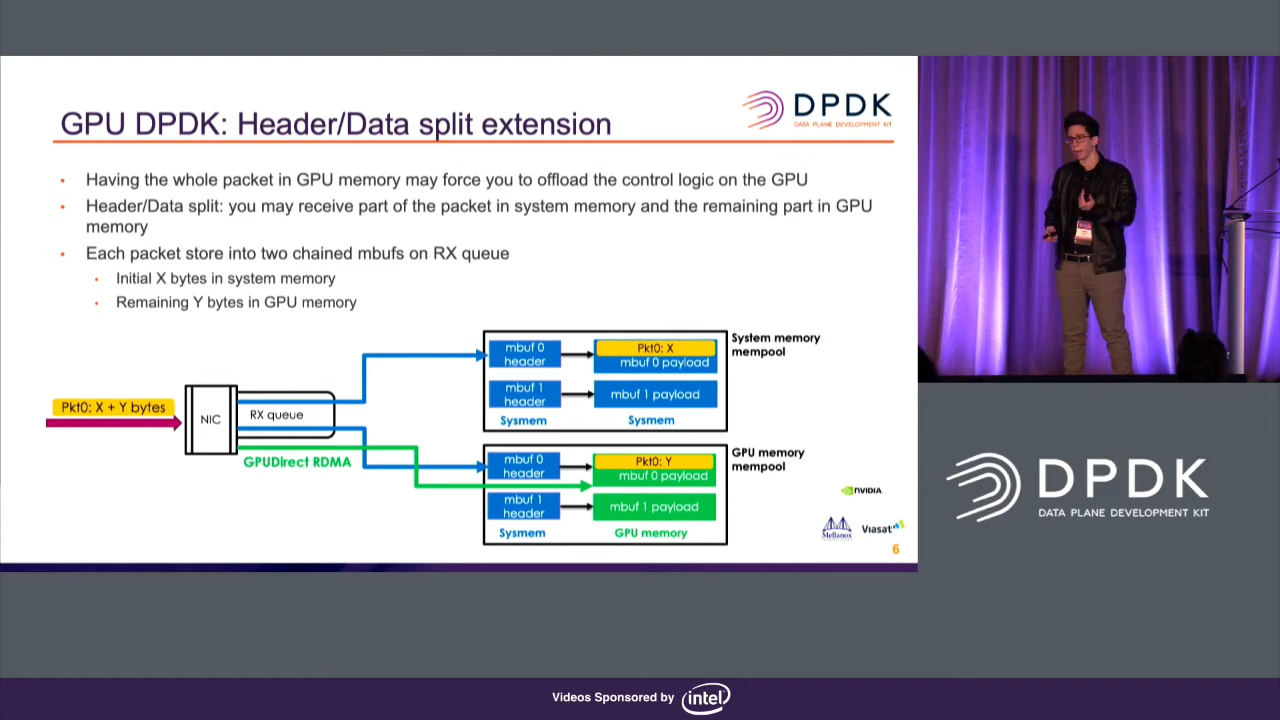 GPU DPDK: Header/Data split extension
DPDK
DATA PLANE DEVELOPMENT KIT
• Having the whole packet in GPU memory may force you to offload the control logic on the GPU
• Header/Data split: you may receive part of the packet in system memory and the remaining part in GPU
memory
• Each packet store into two chained mbufs on RX queue
• Initial X bytes in system memory
• Remaining Y bytes in GPU memory
Pkt0: X + Y bytes
NIC
RX queue
GPUDirect RDMA
mbuf 0
header
Pkt0: X
mbuf 0 payload
mbuf 1
header
mbuf 1 payload
Sysmem
Sysmem
System memory
mempool
mbuf 0
header
Pkt0: Y
mbuf 0 payload
mbuf 1
header
mbuf 1 payload
Sysmem
GPU memory
GPU memory
mempool
NVIDIA
Mellanox
Viasat
6
DPDK
DATA PLANE DEVELOPMENT KIT
Videos Sponsored by intel